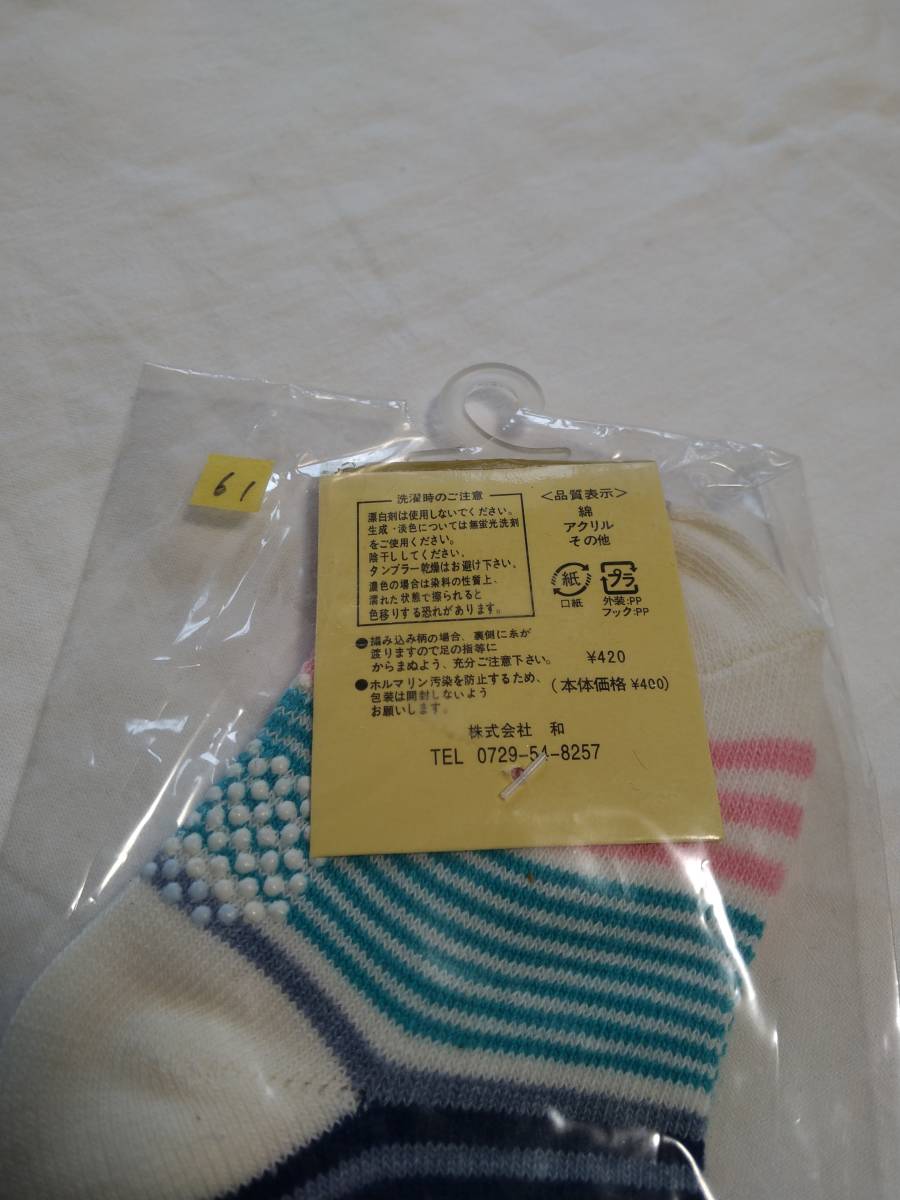 61
洗濯時のご注意
漂白剤は使用しないでください。
生成・淡色については無蛍光洗剤
をご使用ください。
陰干ししてください。
タンブラー乾燥はお避け下さい。
濃色の場合は染料の性質上、
濡れた状態で擦られると
色移りする恐れがあります。
●編み込み柄の場合、裏側に糸が
渡りますので足の指等に
からまぬよう、充分ご注意下さい。
●ホルマリン汚染を防止するため、
包装は開封しないよう
お願いします。
<品質表示>
綿
アクリル
その他
紙
口紙
プラ
外装:PP
フック:PP
¥420
(本体価格 ¥400)
株式会社 和
TEL 0729-54-8257